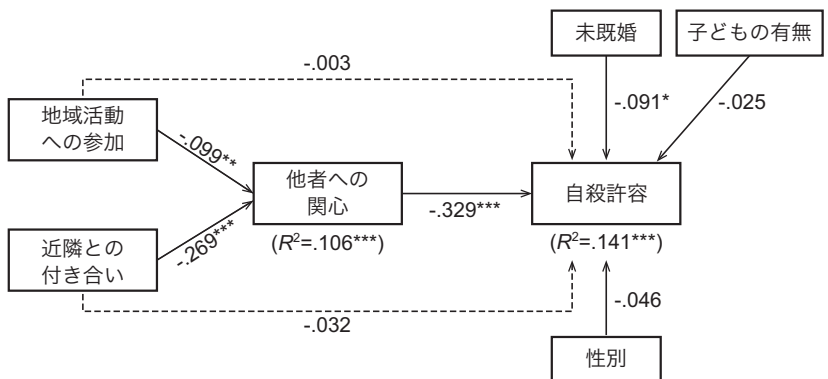 未既婚
子どもの有無
-.003
-.091*
-.025
地域活動
への参加
-.099**
他者への
関心
-.329***
自殺許容
(R²=.106***)
(R²=.141***)
近隣との
付き合い
-.269***
-.032
-.046
性別